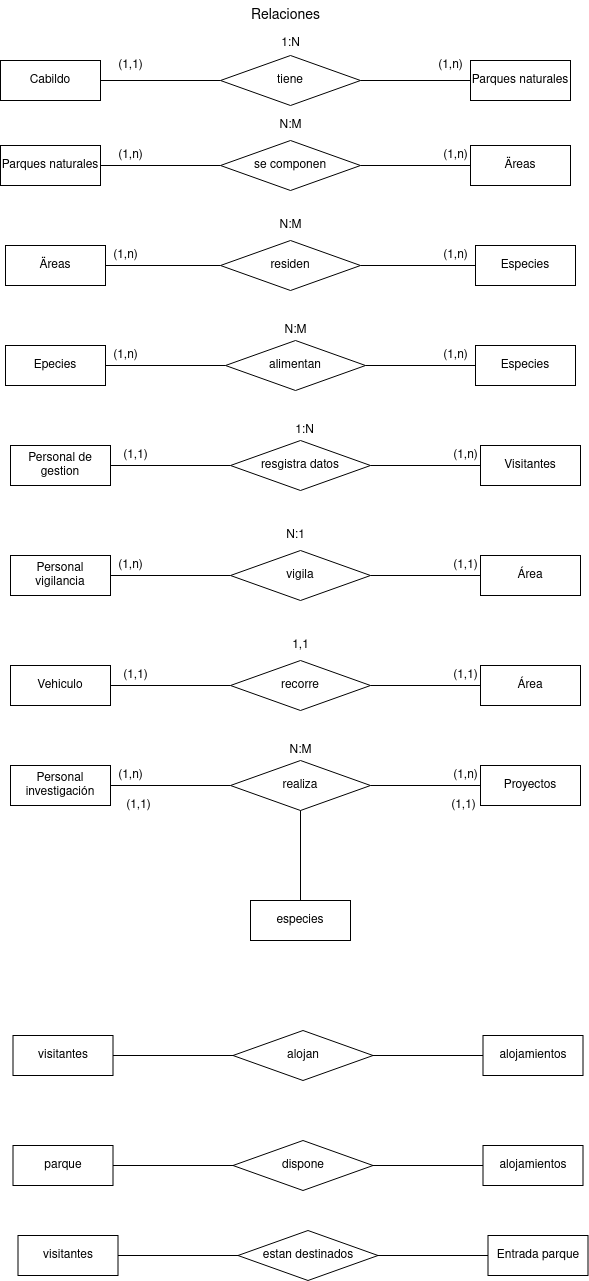 Relaciones
1:N
(1,1)
(1,n)
Cabildo
tiene
Parques naturales
N:M
(1,n)
(1,n)
Parques naturales
se componen
Äreas
N:M
(1,n)
(1,n)
Äreas
residen
Especies
N:M
(1,n)
(1,n)
Epecies
alimentan
Especies
1:N
(1,1)
(1,n)
Personal de
gestion
resgistra datos
Visitantes
N:1
(1,n)
(1,1)
Personal
vigilancia
vigila
Área
1,1
(1,1)
(1,1)
Vehiculo
recorre
Área
N:M
(1,n)
(1,n)
Personal
investigación
realiza
Proyectos
(1,1)
(1,1)
especies
visitantes
alojan
alojamientos
parque
dispone
alojamientos
visitantes
estan destinados
Entrada parque